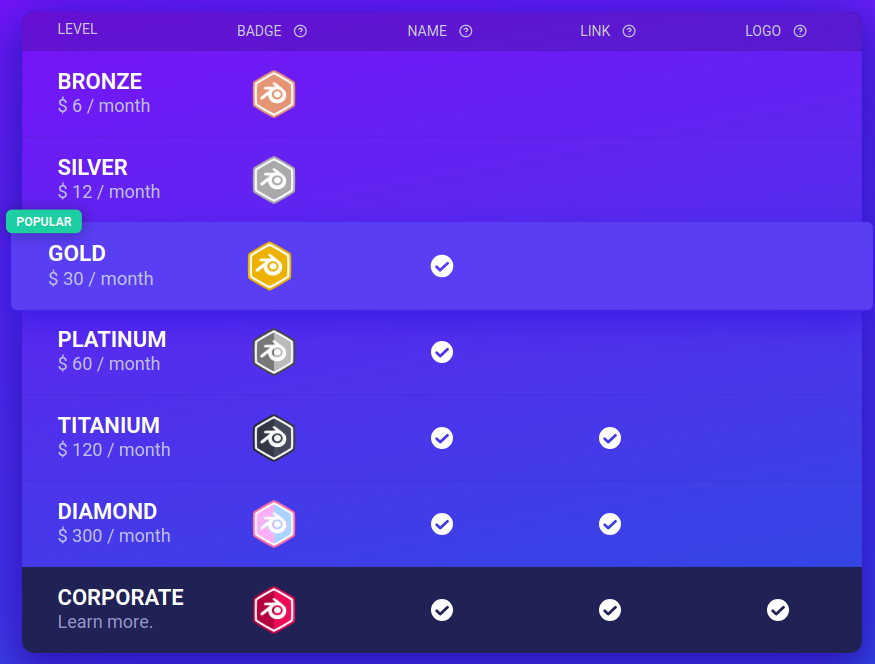 LEVEL BADGE NAME LINK LOGO
BRONZE
$ 6 / month
SILVER
$ 12 / month
POPULAR
GOLD
$ 30 / month
PLATINUM
$ 60 / month
TITANIUM
$ 120 / month
DIAMOND
$ 300 / month
CORPORATE
Learn more.